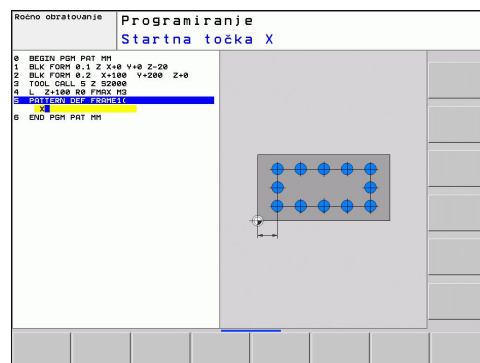 Ročno obratovanje
Programiranje
Startna točka X
0 BEGIN PGM PAT MM
1 BLK FORM 0.1 Z X+0 Y+0 Z-20
2 BLK FORM 0.2 X+100 Y+200 Z+0
3 TOOL CALL 5 Z S2000
4 L Z+100 R0 FMAX M3
5 PATTERN DEF FRAME1(
X
6 END PGM PAT MM